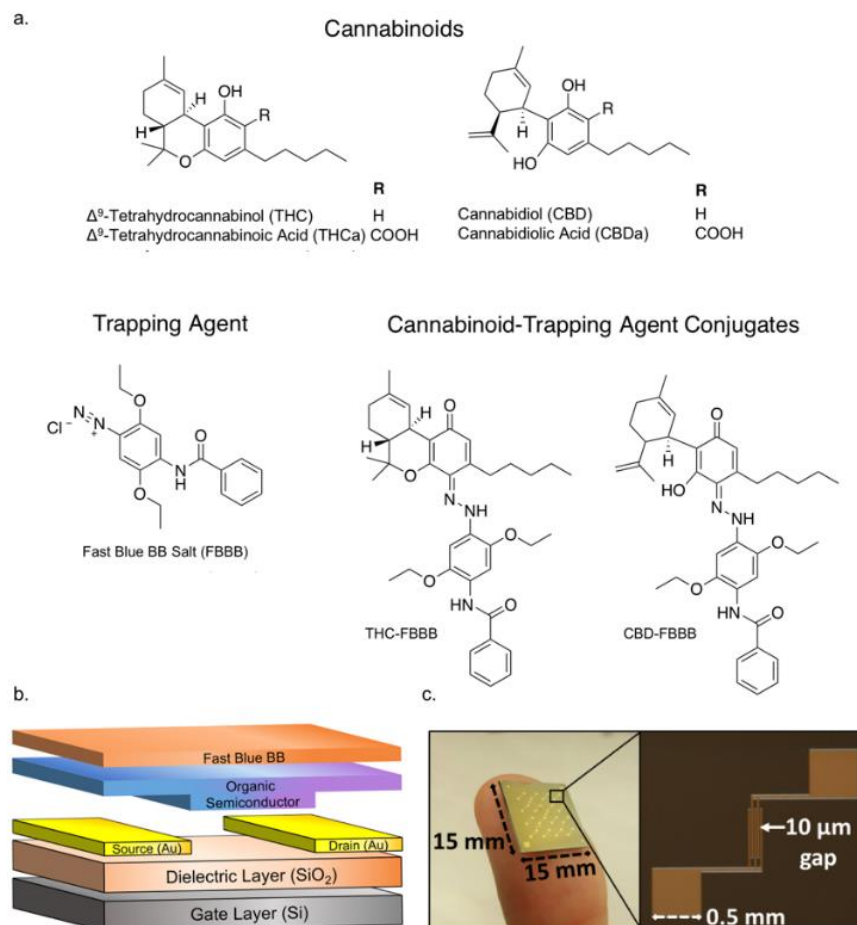 a.
Cannabinoids
H
OH
R
H
O
R
Δ⁹-Tetrahydrocannabinol (THC) H
Δ⁹-Tetrahydrocannabinoic Acid (THCa) COOH
OH
R
H
HO
R
Cannabidiol (CBD) H
Cannabidiolic Acid (CBDa) COOH
Trapping Agent
Cl⁻
N
N
+
O
O
N
H
O
Fast Blue BB Salt (FBBB)
Cannabinoid-Trapping Agent Conjugates
O
H
H
O
N
NH
O
O
HN
O
THC-FBBB
O
H
HO
N
NH
O
O
HN
O
CBD-FBBB
b.
Fast Blue BB
Organic
Semiconductor
Source (Au)
Drain (Au)
Dielectric Layer (SiO₂)
Gate Layer (Si)
c.
15 mm
15 mm
10 µm
gap
0.5 mm